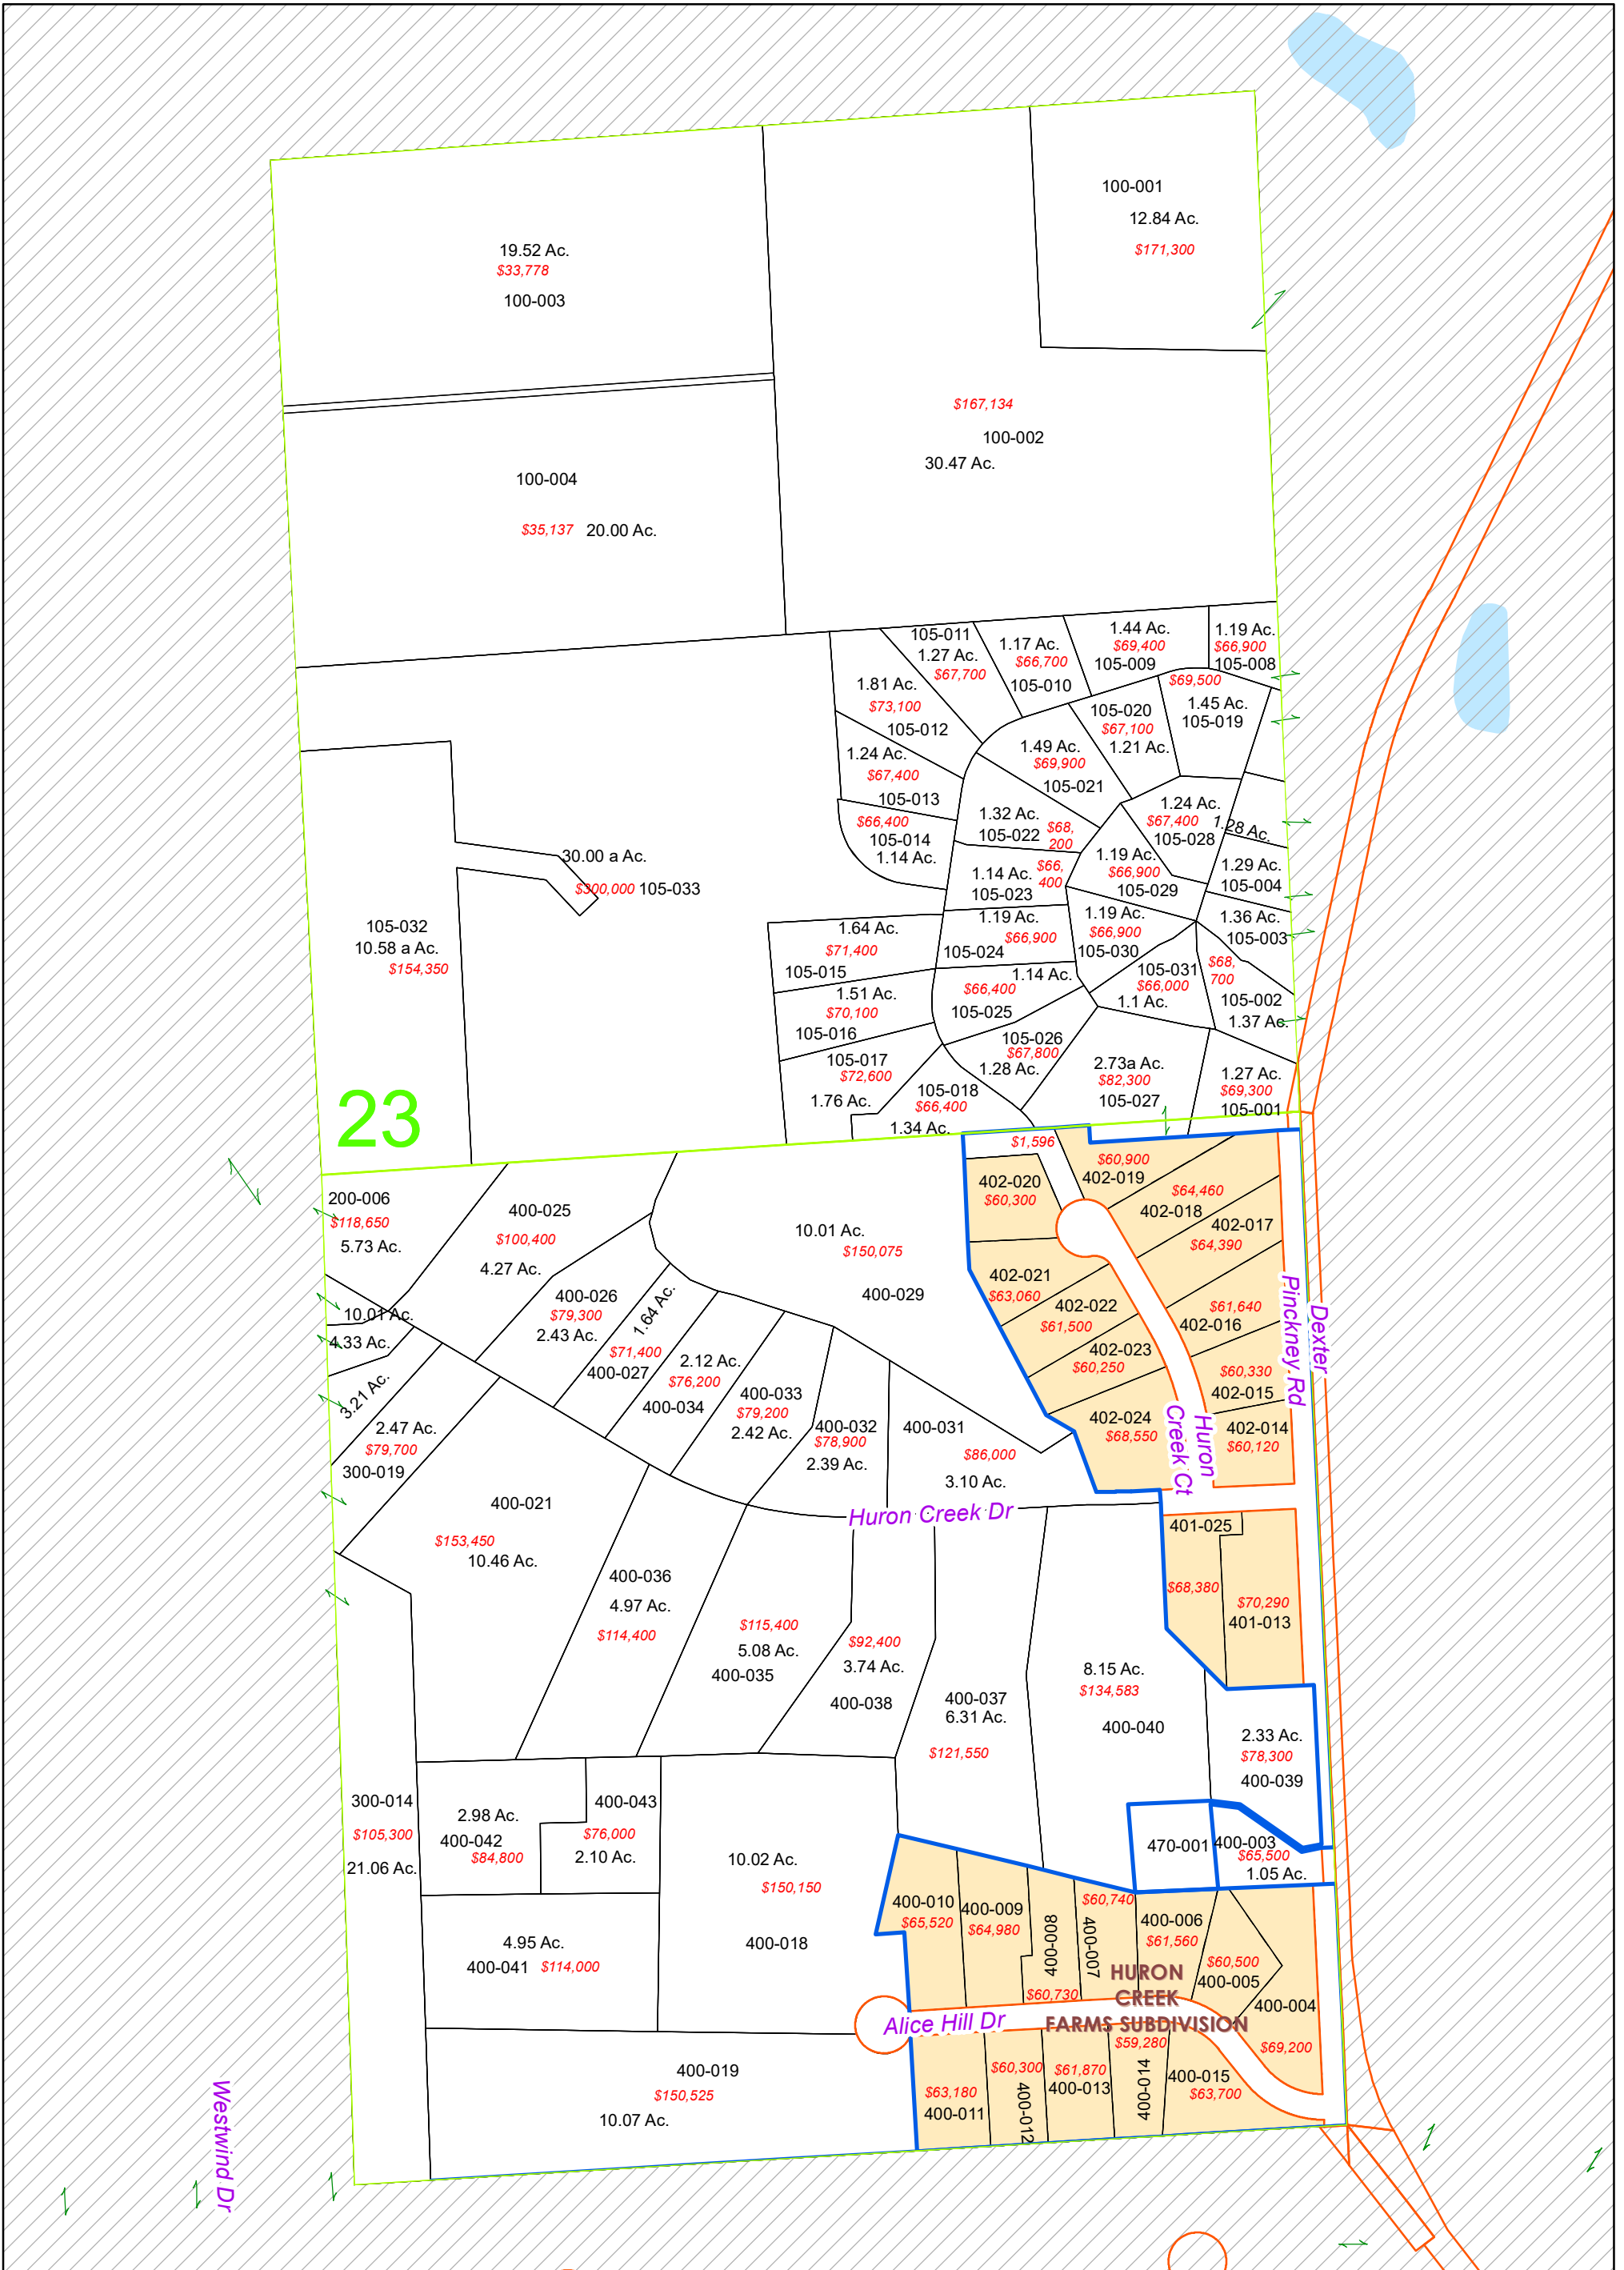 100-001
12.84 Ac.
$171,300
19.52 Ac.
$33,778
100-003
$167,134
100-002
30.47 Ac.
100-004
$35,137 20.00 Ac.
105-011
1.27 Ac.
$67,700
1.17 Ac.
$66,700
105-010
1.44 Ac.
$69,400
105-009
1.19 Ac.
$66,900
105-008
1.81 Ac.
$73,100
105-012
$69,500
1.45 Ac.
105-019
105-020
$67,100
1.21 Ac.
1.24 Ac.
$67,400
105-013
1.49 Ac.
$69,900
105-021
$66,400
105-014
1.14 Ac.
1.32 Ac.
105-022
$68,
200
1.24 Ac.
$67,400
105-028
1.28 Ac.
30.00 a Ac.
$300,000 105-033
1.14 Ac.
105-023
$66,
400
1.19 Ac.
$66,900
105-029
1.29 Ac.
105-004
105-032
10.58 a Ac.
$154,350
1.64 Ac.
$71,400
105-015
1.19 Ac.
$66,900
105-024
1.19 Ac.
$66,900
105-030
1.36 Ac.
105-003
1.51 Ac.
$70,100
105-016
1.14 Ac.
$66,400
105-025
105-031
$66,000
1.1 Ac.
$68,
700
105-002
1.37 Ac.
105-017
$72,600
1.76 Ac.
105-026
$67,800
1.28 Ac.
105-018
$66,400
1.34 Ac.
2.73a Ac.
$82,300
105-027
1.27 Ac.
$69,300
105-001
23
$1,596
$60,900
402-019
402-020
$60,300
$64,460
402-018
402-017
$64,390
200-006
$118,650
5.73 Ac.
400-025
$100,400
4.27 Ac.
10.01 Ac.
$150,075
400-029
402-021
$63,060
402-022
$61,500
402-023
$60,250
$61,640
402-016
10.01 Ac.
4.33 Ac.
400-026
$79,300
2.43 Ac.
1.64 Ac.
$71,400
400-027
2.12 Ac.
$76,200
400-034
$60,330
402-015
Dexter
Pinckney Rd
3.21 Ac.
2.47 Ac.
$79,700
300-019
400-033
$79,200
2.42 Ac.
400-032
$78,900
2.39 Ac.
400-031
$86,000
3.10 Ac.
402-024
$68,550
Huron
Creek Ct
402-014
$60,120
400-021
$153,450
10.46 Ac.
Huron Creek Dr
401-025
$68,380
$70,290
401-013
400-036
4.97 Ac.
$114,400
$115,400
5.08 Ac.
400-035
$92,400
3.74 Ac.
400-038
400-037
6.31 Ac.
$121,550
8.15 Ac.
$134,583
400-040
2.33 Ac.
$78,300
400-039
300-014
$105,300
21.06 Ac.
2.98 Ac.
400-042
$84,800
400-043
$76,000
2.10 Ac.
10.02 Ac.
$150,150
400-018
470-001
400-003
$65,500
1.05 Ac.
4.95 Ac.
400-041 $114,000
400-010
$65,520
400-009
$64,980
400-008
$60,730
$60,740
400-007
400-006
$61,560
$60,500
400-005
400-004
$69,200
HURON
CREEK
FARMS SUBDIVISION
Alice Hill Dr
400-019
$150,525
10.07 Ac.
$63,180
400-011
$60,300
400-012
$61,870
400-013
$59,280
400-014
400-015
$63,700
Westwind Dr